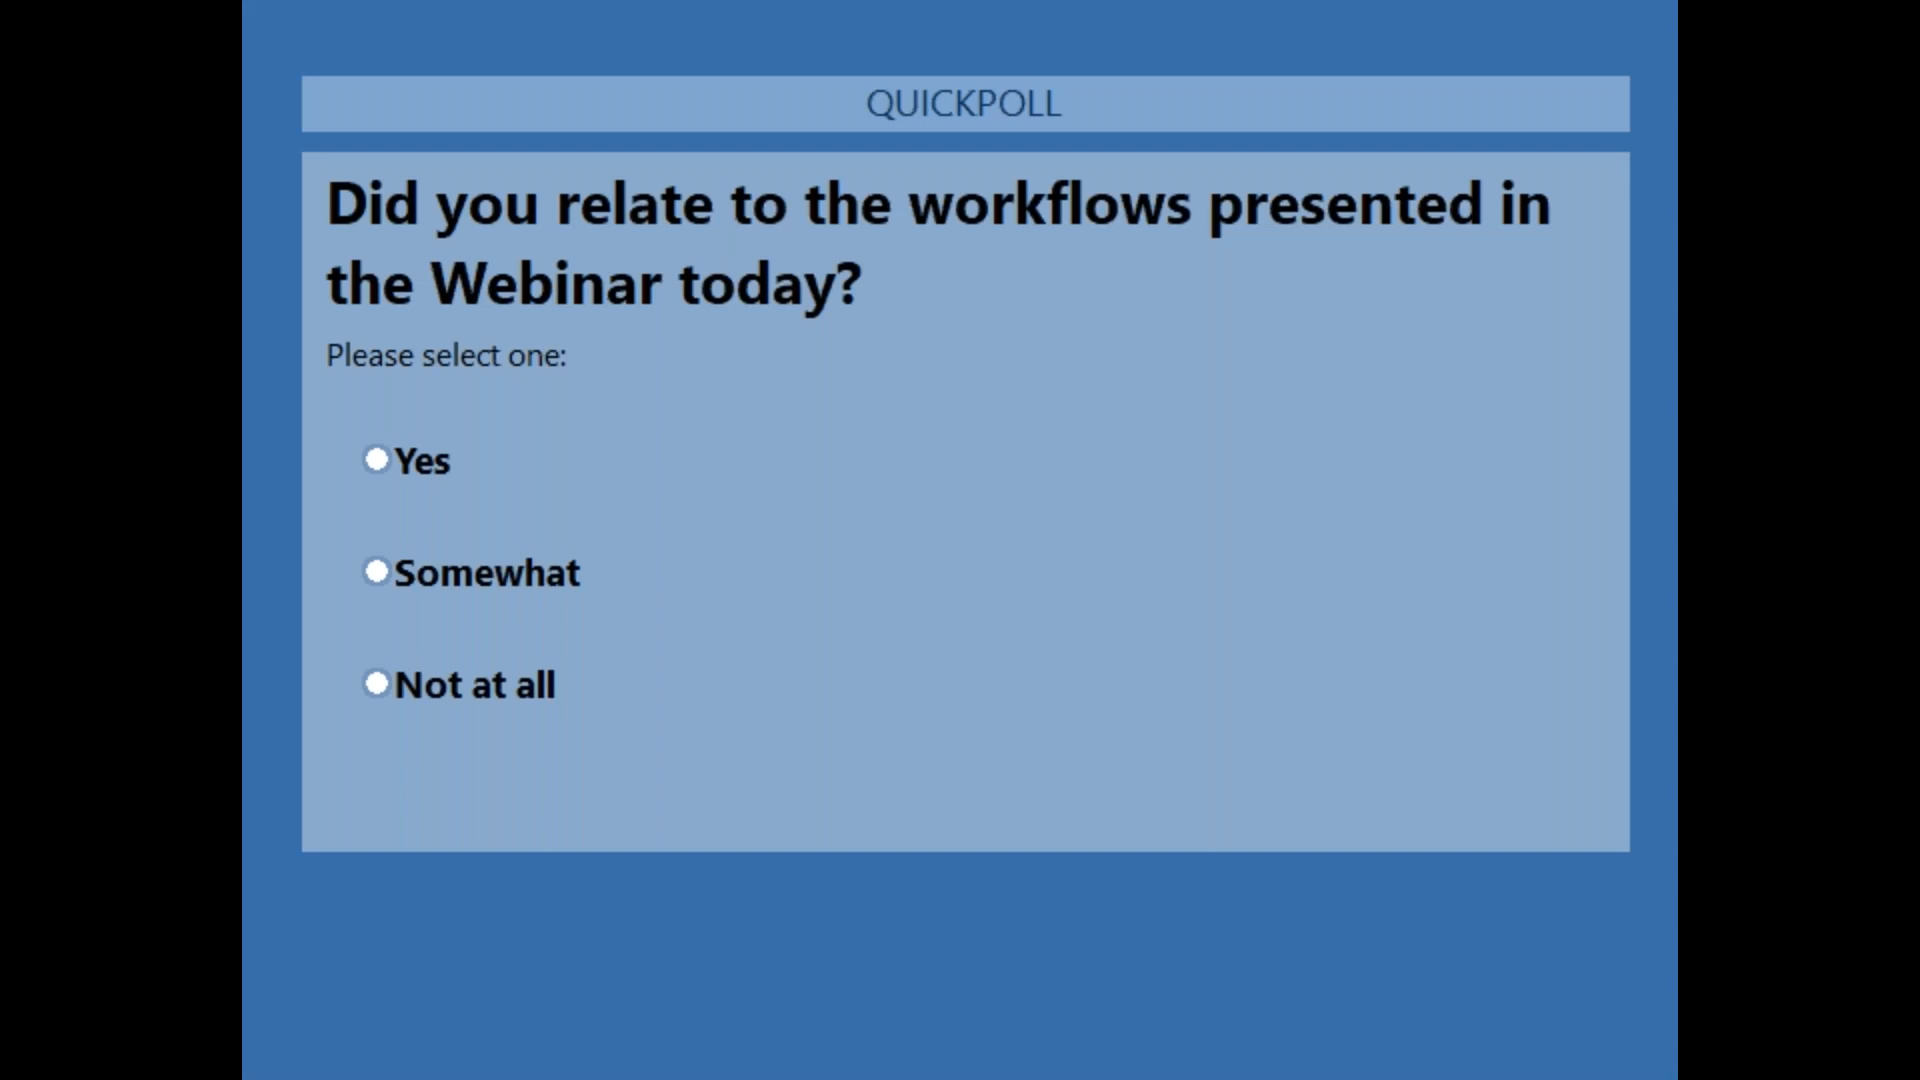 QUICKPOLL
Did you relate to the workflows presented in
the Webinar today?
Please select one:
Yes
Somewhat
Not at all